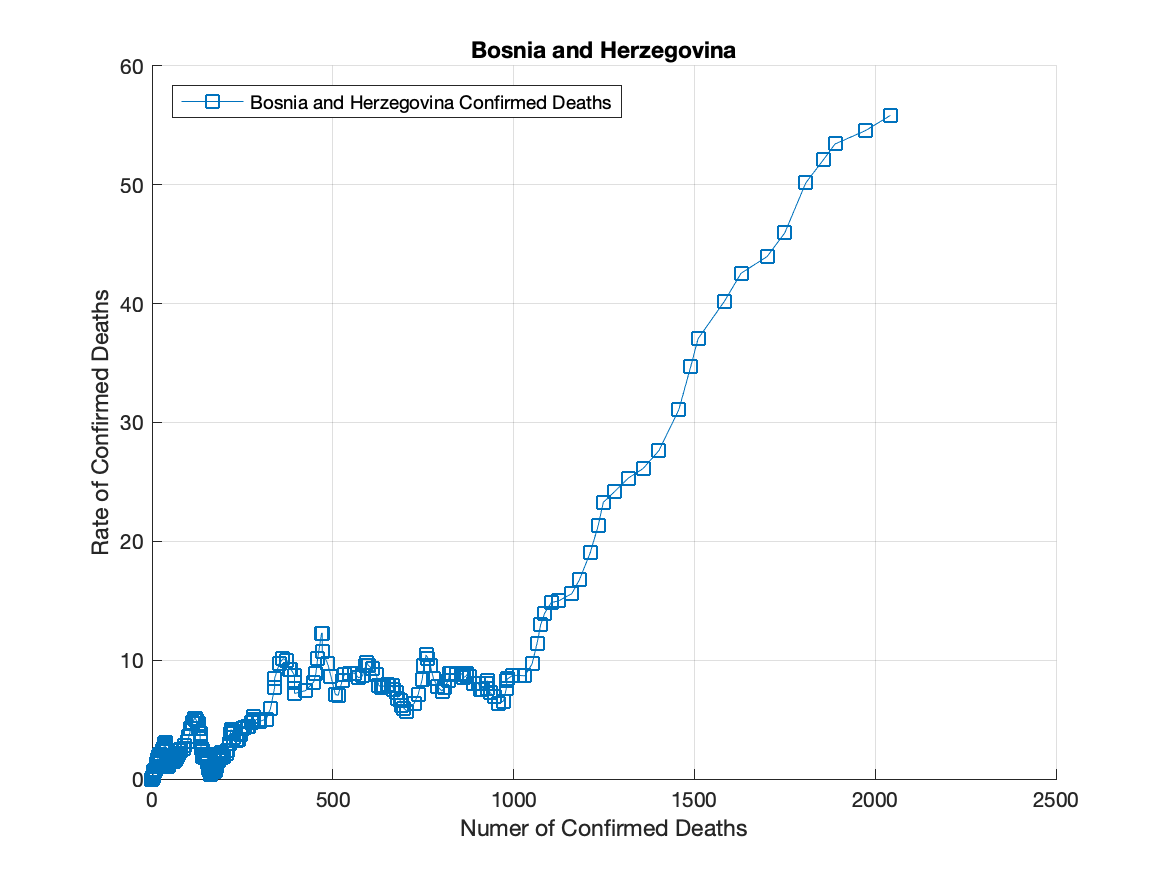 Bosnia and Herzegovina
60
Bosnia and Herzegovina Confirmed Deaths
50
40
30
20
10
0
Rate of Confirmed Deaths
0 500 1000 1500 2000 2500
Numer of Confirmed Deaths